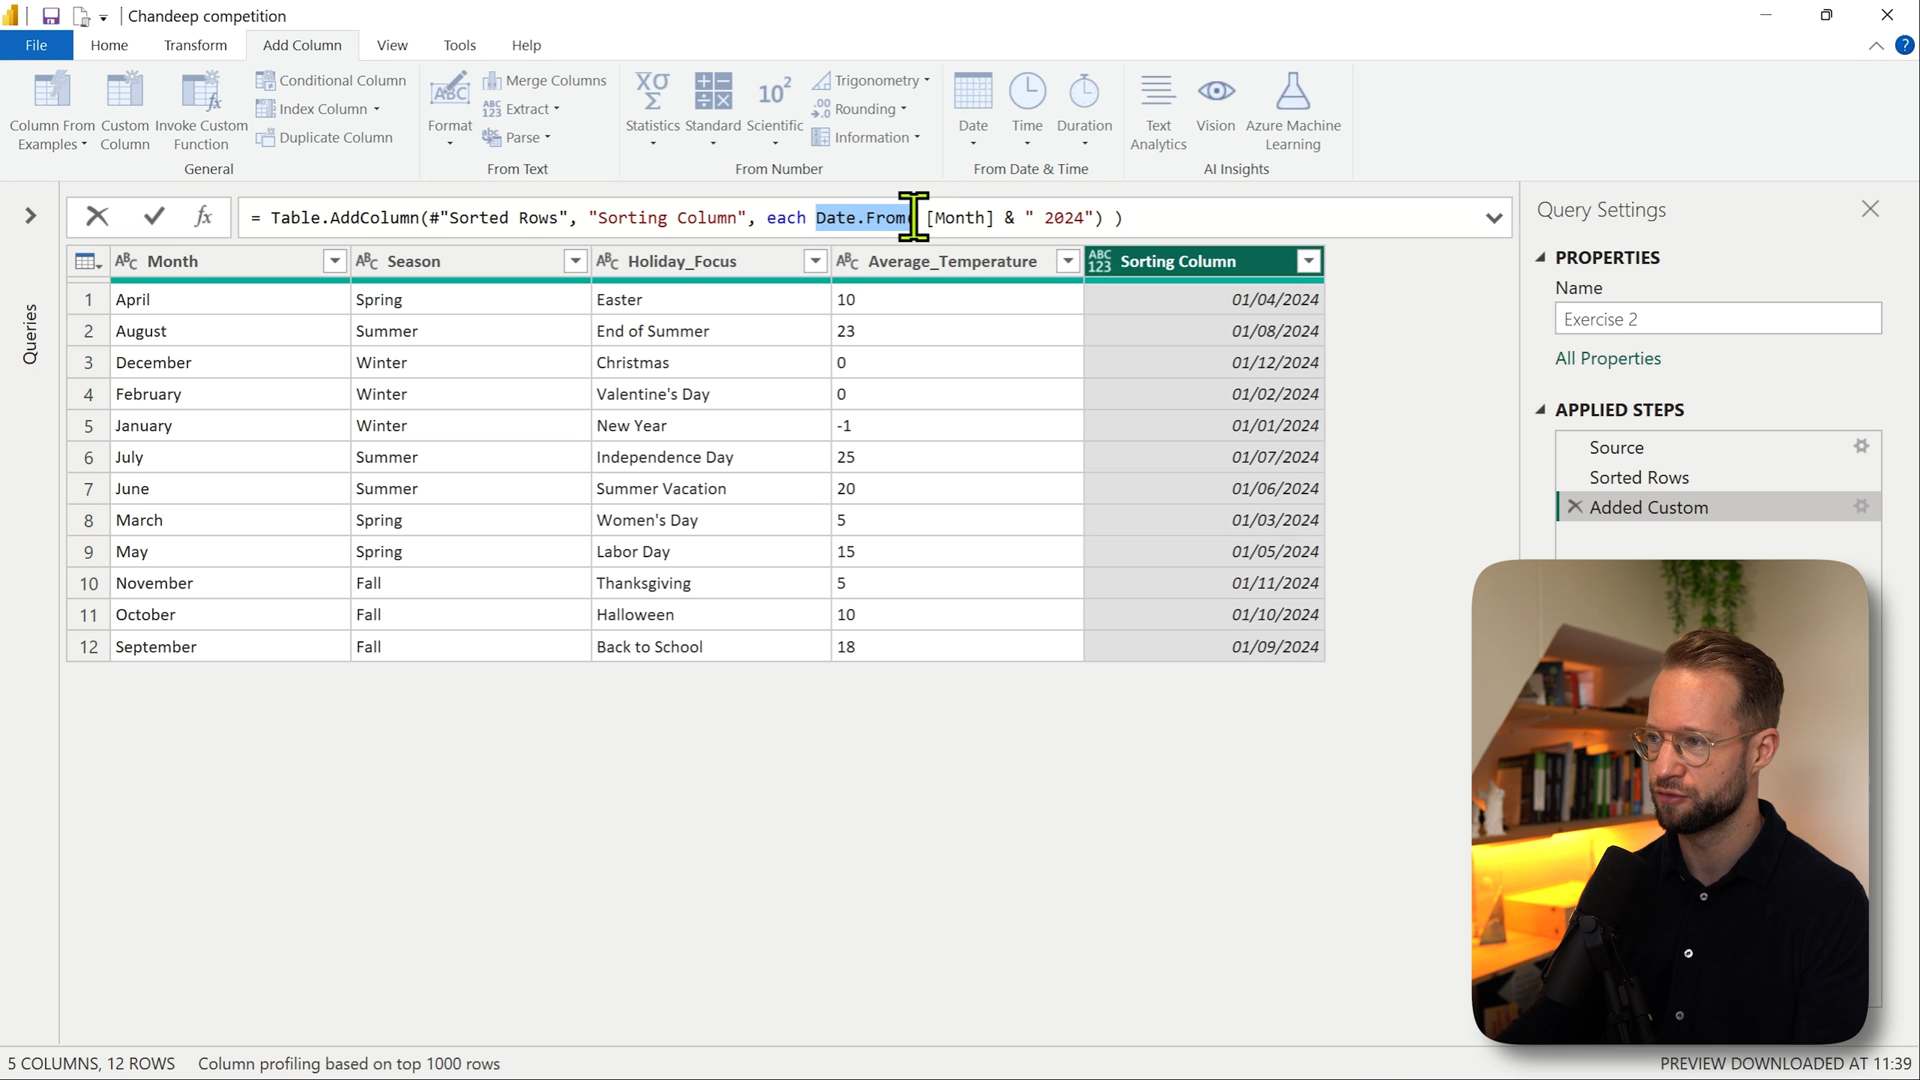 Chandeep competition
File Home Transform Add Column View Tools Help
Column From Examples
Custom Column
Invoke Custom Function
Conditional Column
Index Column
Duplicate Column
General
Format
Merge Columns
Extract
Parse
From Text
Statistics
Standard
Scientific
Trigonometry
Rounding
Information
From Number
Date
Time
Duration
From Date & Time
Text Analytics
Vision
Azure Machine Learning
AI Insights
= Table.AddColumn(#"Sorted Rows", "Sorting Column", each Date.From( [Month] & " 2024") )
Queries
Month Season Holiday_Focus Average_Temperature Sorting Column
1 April Spring Easter 10 01/04/2024
2 August Summer End of Summer 23 01/08/2024
3 December Winter Christmas 0 01/12/2024
4 February Winter Valentine's Day 0 01/02/2024
5 January Winter New Year -1 01/01/2024
6 July Summer Independence Day 25 01/07/2024
7 June Summer Summer Vacation 20 01/06/2024
8 March Spring Women's Day 5 01/03/2024
9 May Spring Labor Day 15 01/05/2024
10 November Fall Thanksgiving 5 01/11/2024
11 October Fall Halloween 10 01/10/2024
12 September Fall Back to School 18 01/09/2024
Query Settings
PROPERTIES
Name
Exercise 2
All Properties
APPLIED STEPS
Source
Sorted Rows
Added Custom
5 COLUMNS, 12 ROWS Column profiling based on top 1000 rows
PREVIEW DOWNLOADED AT 11:39